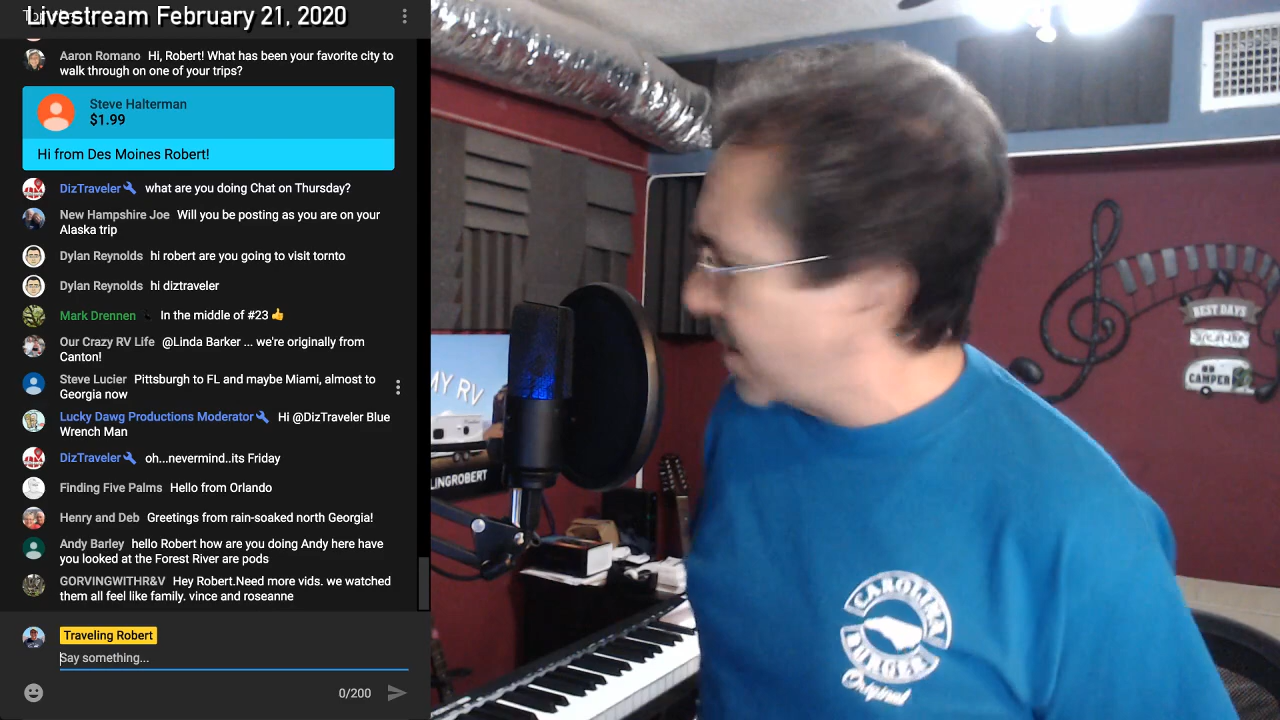 Livestream February 21, 2020
Aaron Romano Hi, Robert! What has been your favorite city to
walk through on one of your trips?
Steve Halterman
$1.99
Hi from Des Moines Robert!
DizTraveler what are you doing Chat on Thursday?
New Hampshire Joe Will you be posting as you are on your
Alaska trip
Dylan Reynolds hi robert are you going to visit tornto
Dylan Reynolds hi diztraveler
Mark Drennen In the middle of #23👍
Our Crazy RV Life @Linda Barker ... we're originally from
Canton!
Steve Lucier Pittsburgh to FL and maybe Miami, almost to
Georgia now
Lucky Dawg Productions Moderator Hi @DizTraveler Blue
Wrench Man
DizTraveler oh...nevermind..its Friday
Finding Five Palms Hello from Orlando
Henry and Deb Greetings from rain-soaked north Georgia!
Andy Barley hello Robert how are you doing Andy here have
you looked at the Forest River are pods
GORVINGWITHR&V Hey Robert.Need more vids. we watched
them all feel like family. vince and roseanne
Traveling Robert
Say something...
0/200
MY RV
LINGROBERT
BEST DAYS
CAMPER
CAROLINA
BURGER
Original